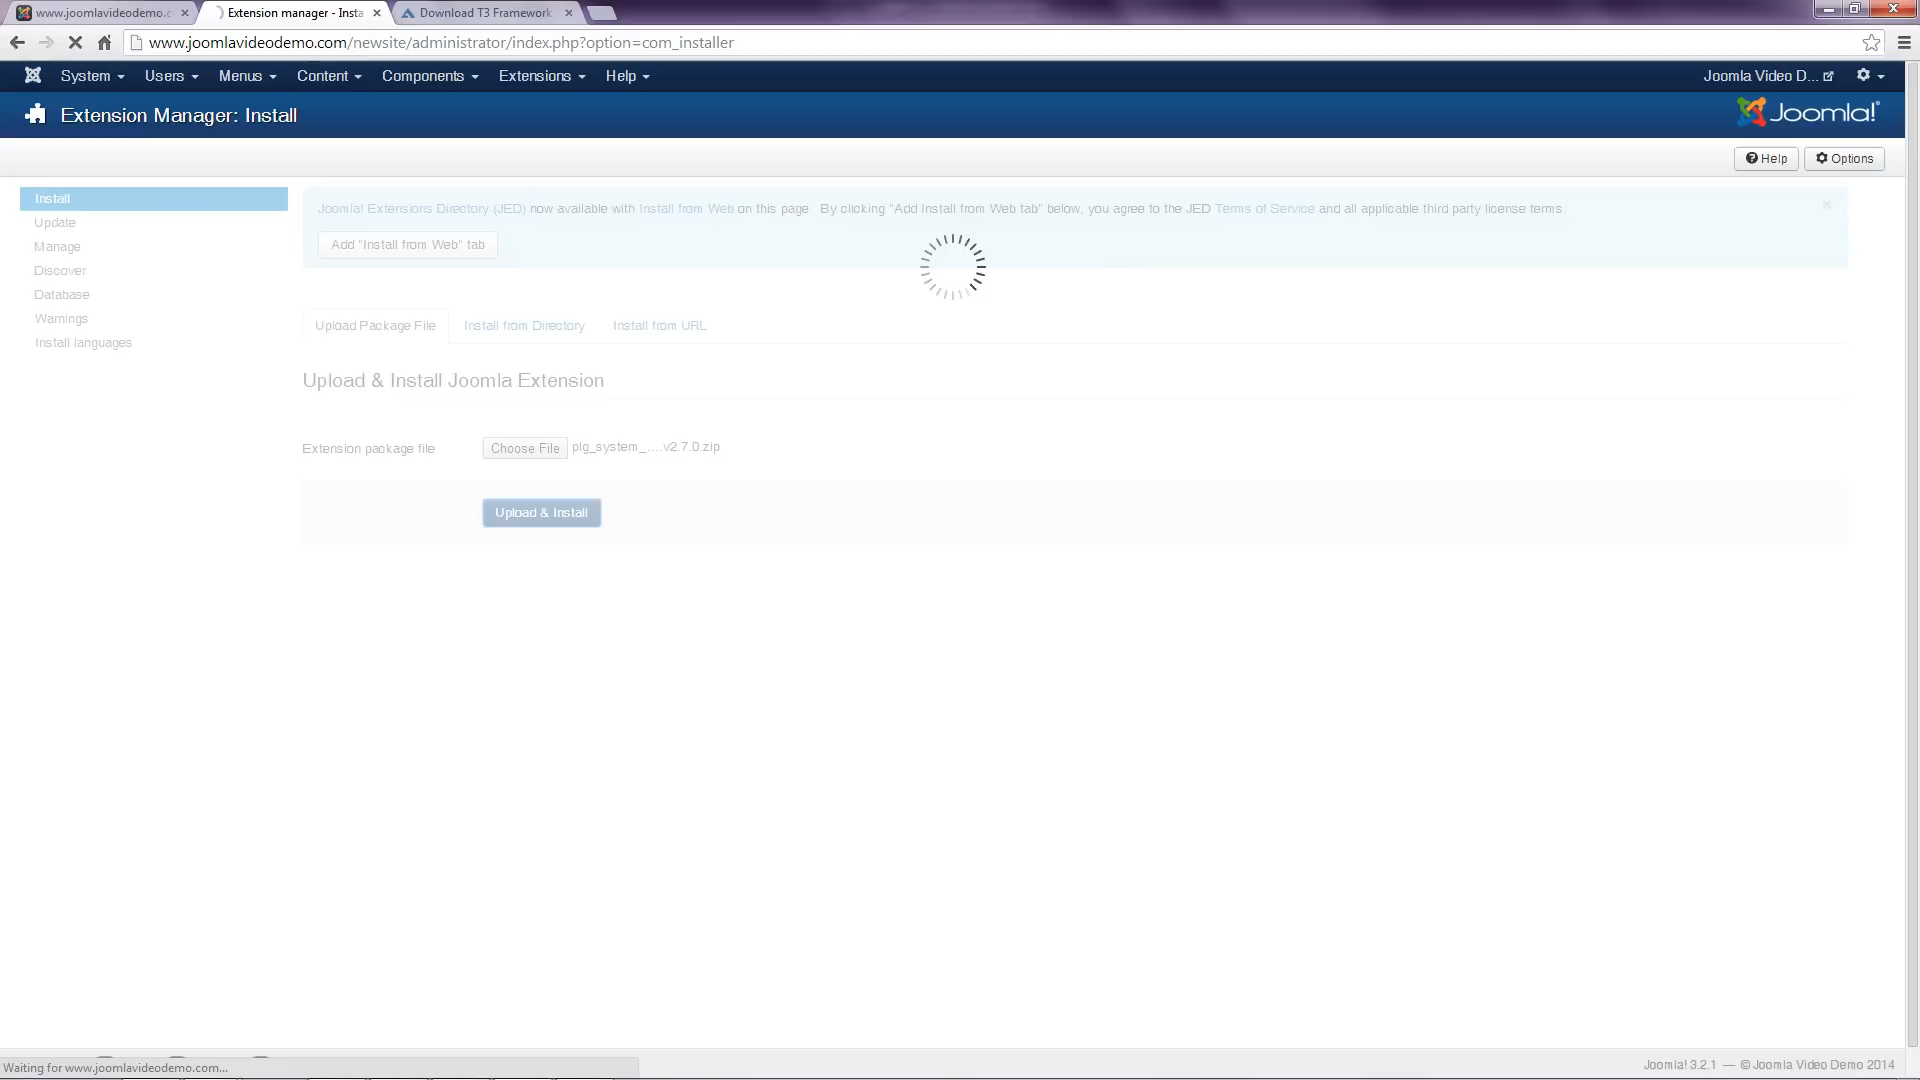 www.joomlavideodemo.c
Extension manager - Insta
Download T3 Framework
www.joomlavideodemo.com/newsite/administrator/index.php?option=com_installer
System Users Menus Content Components Extensions Help Joomla Video D...
Extension Manager: Install
Joomla!
Help Options
Install
Update
Manage
Discover
Database
Warnings
Install languages
Joomla! Extensions Directory (JED) now available with Install from Web on this page. By clicking "Add Install from Web tab" below, you agree to the JED Terms of Service and all applicable third party license terms.
Add "Install from Web" tab
Upload Package File Install from Directory Install from URL
Upload & Install Joomla Extension
Extension package file Choose File plg_system_....v2.7.0.zip
Upload & Install
Waiting for www.joomlavideodemo.com...
Joomla! 3.2.1 — © Joomla Video Demo 2014